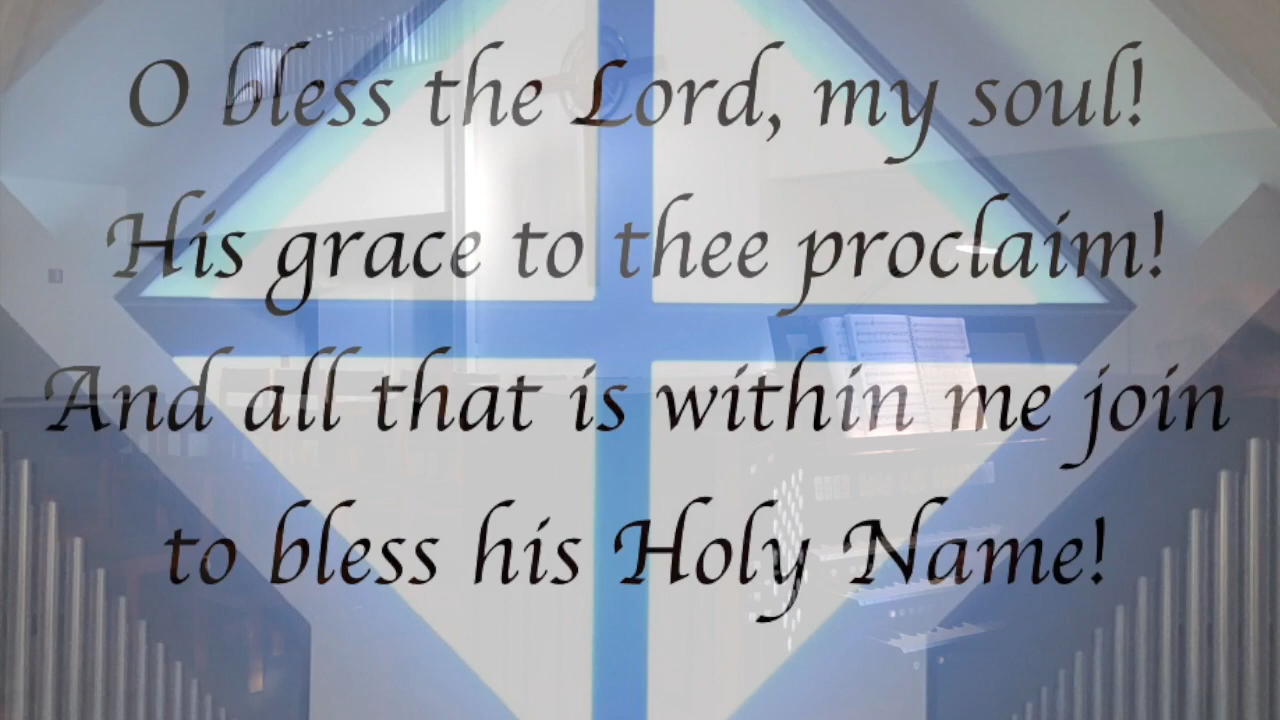 O bless the Lord, my soul!
His grace to thee proclaim!
And all that is within me join
to bless his Holy Name!